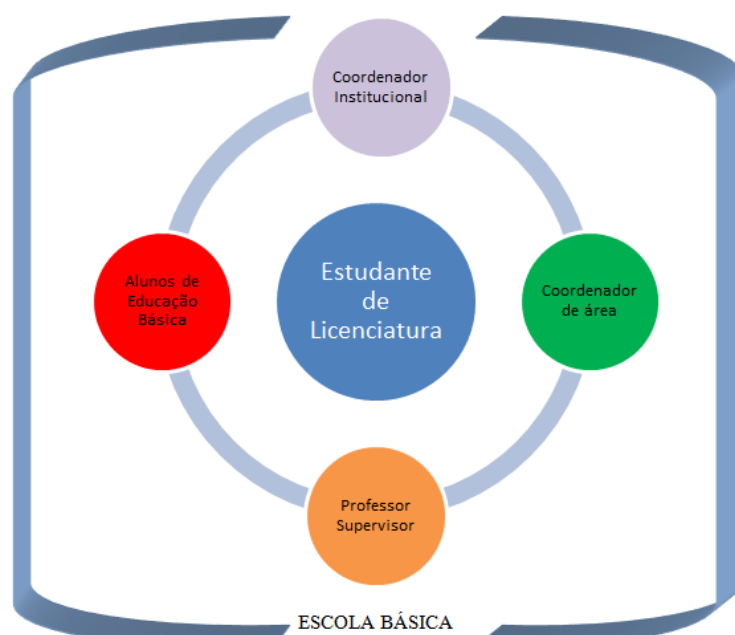 Coordenador
Institucional
Alunos de
Educação
Básica
Estudante
de
Licenciatura
Coordenador
de área
Professor
Supervisor
ESCOLA BÁSICA